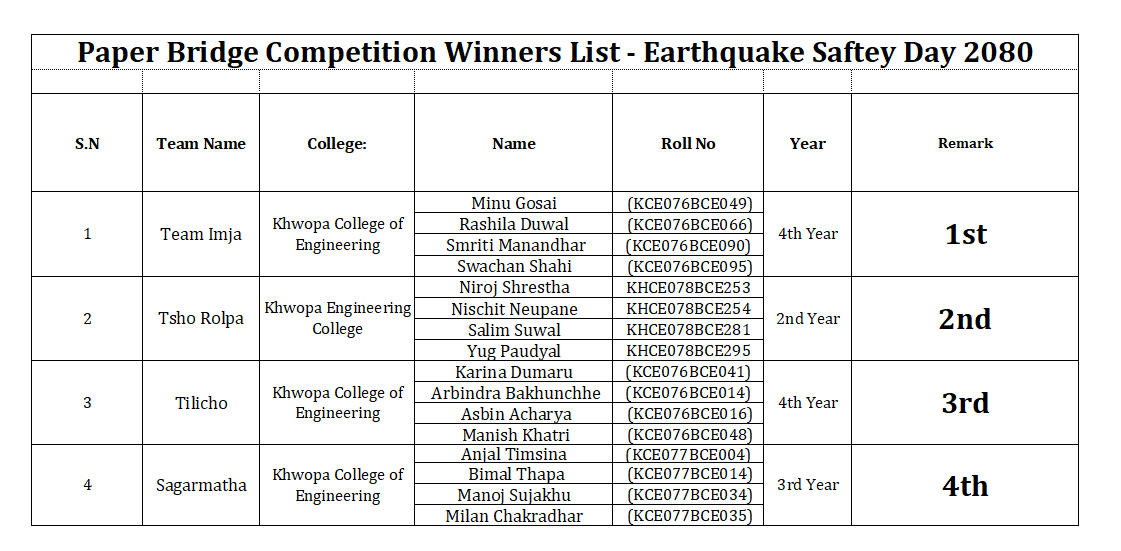 Paper Bridge Competition Winners List - Earthquake Saftey Day 2080
S.N Team Name College: Name Roll No Year Remark
1 Team Imja Khwopa College of Engineering 4th Year 1st
Minu Gosai (KCE076BCE049)
Rashila Duwal (KCE076BCE066)
Smriti Manandhar (KCE076BCE090)
Swachan Shahi (KCE076BCE095)
2 Tsho Rolpa Khwopa Engineering College 2nd Year 2nd
Niroj Shrestha KHCE078BCE253
Nischit Neupane KHCE078BCE254
Salim Suwal KHCE078BCE281
Yug Paudyal KHCE078BCE295
3 Tilicho Khwopa College of Engineering 4th Year 3rd
Karina Dumaru (KCE076BCE041)
Arbindra Bakhunchhe (KCE076BCE014)
Asbin Acharya (KCE076BCE016)
Manish Khatri (KCE076BCE048)
4 Sagarmatha Khwopa College of Engineering 3rd Year 4th
Anjal Timsina (KCE077BCE004)
Bimal Thapa (KCE077BCE014)
Manoj Sujakhu (KCE077BCE034)
Milan Chakradhar (KCE077BCE035)